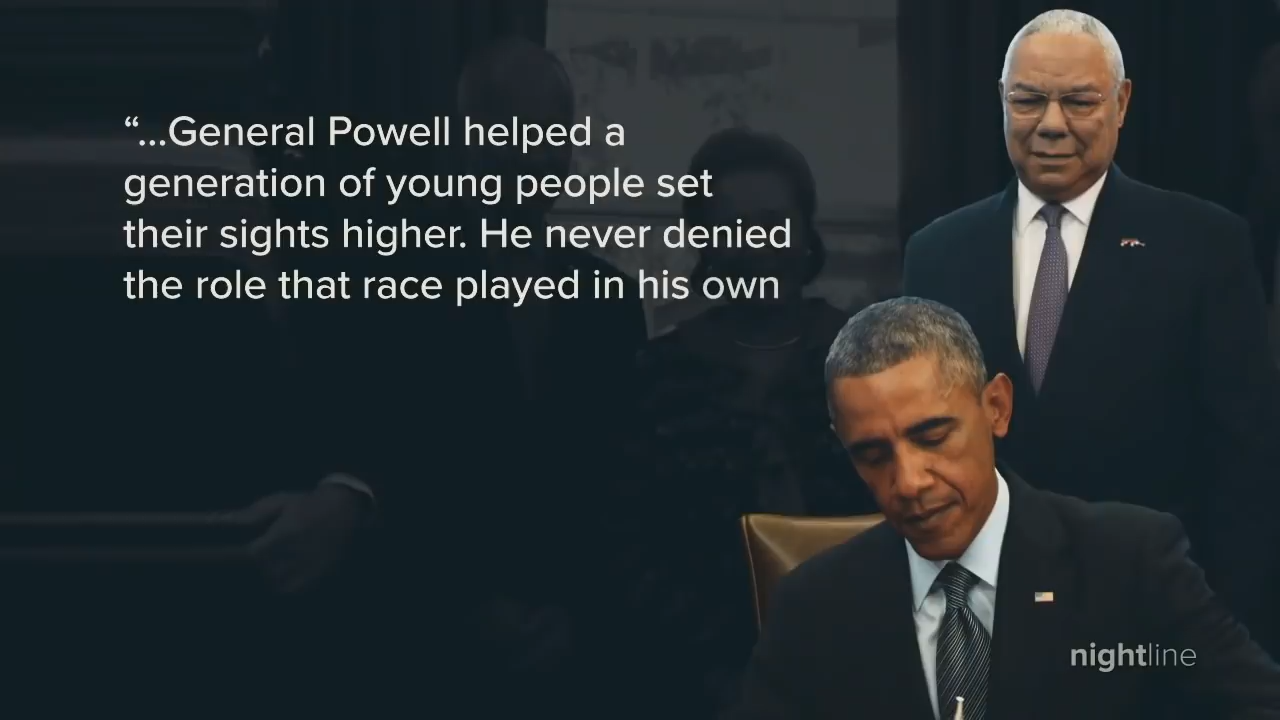 “...General Powell helped a
generation of young people set
their sights higher. He never denied
the role that race played in his own
nightline